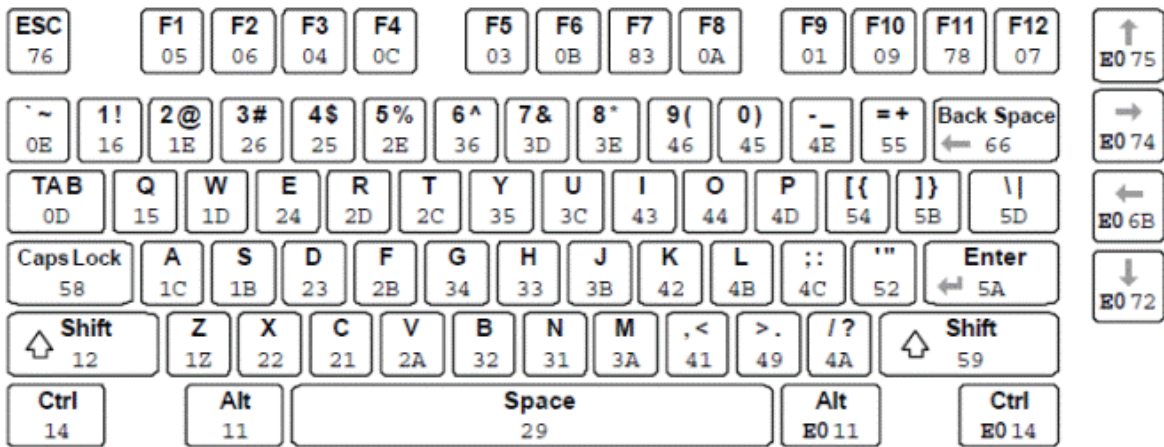 ESC F1 F2 F3 F4 F5 F6 F7 F8 F9 F10 F11 F12 ↑
76 05 06 04 0C 03 0B 83 0A 01 09 78 07 E0 75
` ~ 1 ! 2 @ 3 # 4 $ 5 % 6 ^ 7 & 8 * 9 ( 0 ) - _ = + Back Space →
0E 16 1E 26 25 2E 36 3D 3E 46 45 4E 55 ← 66 E0 74
TAB Q W E R T Y U I O P [ { ] } \ | ←
0D 15 1D 24 2D 2C 35 3C 43 44 4D 54 5B 5D E0 6B
Caps Lock A S D F G H J K L ; : ' " Enter ↓
58 1C 1B 23 2B 34 33 3B 42 4B 4C 52 ↵ 5A E0 72
⇧ Shift Z X C V B N M , < > . / ? ⇧ Shift
12 1Z 22 21 2A 32 31 3A 41 49 4A 59
Ctrl Alt Space Alt Ctrl
14 11 29 E0 11 E0 14